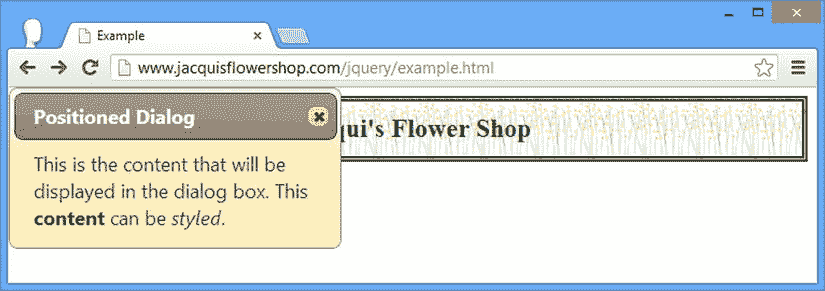 Example
www.jacquisflowershop.com/jquery/example.html
Positioned Dialog
qui's Flower Shop
This is the content that will be
displayed in the dialog box. This
content can be styled.